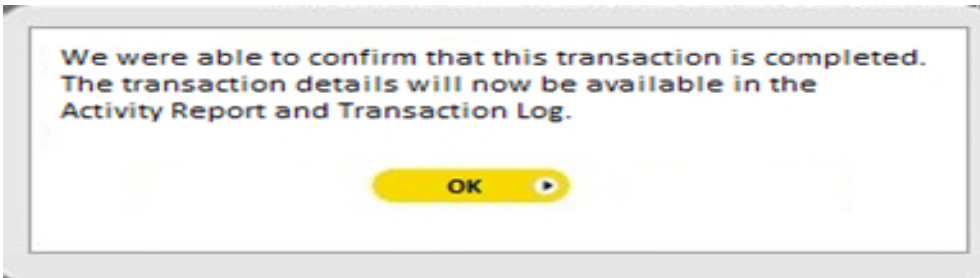 We were able to confirm that this transaction is completed.
The transaction details will now be available in the
Activity Report and Transaction Log.
OK